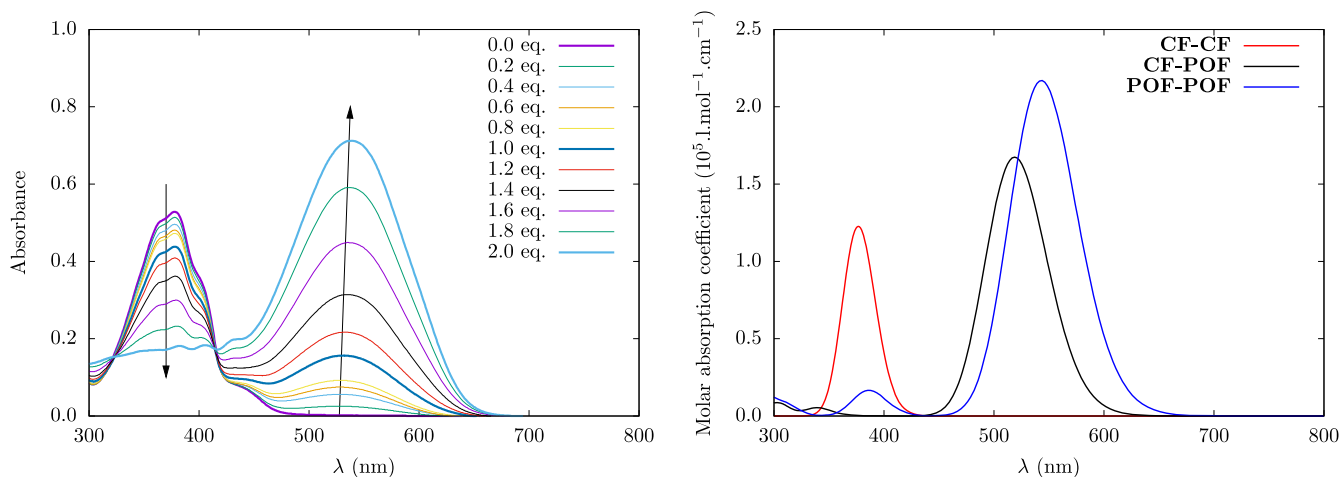 1.0
0.8
0.6
0.4
0.2
0.0
Absorbance
300 400 500 600 700 800
λ (nm)
0.0 eq.
0.2 eq.
0.4 eq.
0.6 eq.
0.8 eq.
1.0 eq.
1.2 eq.
1.4 eq.
1.6 eq.
1.8 eq.
2.0 eq.
2.5
2.0
1.5
1.0
0.5
0.0
Molar absorption coefficient (10⁵.l.mol⁻¹.cm⁻¹)
300 400 500 600 700 800
λ (nm)
CF-CF
CF-POF
POF-POF